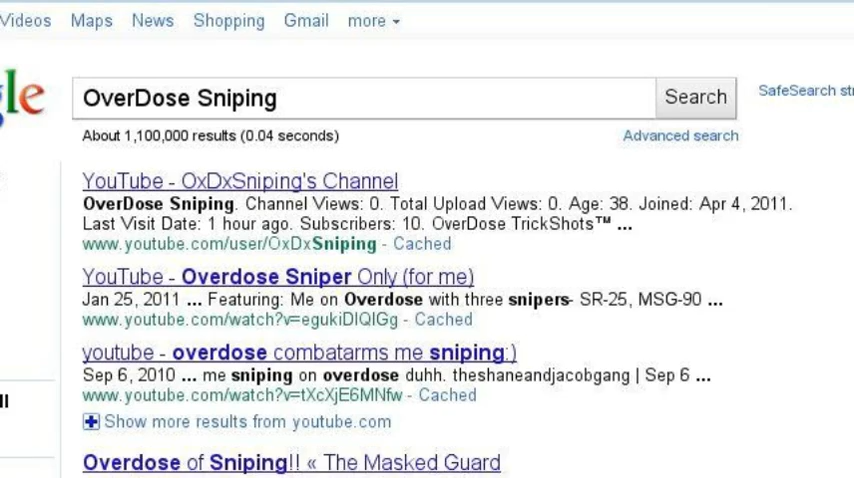 Videos Maps News Shopping Gmail more
gle
OverDose Sniping Search SafeSearch
About 1,100,000 results (0.04 seconds) Advanced search
YouTube - OxDxSniping's Channel
OverDose Sniping. Channel Views: 0. Total Upload Views: 0. Age: 38. Joined: Apr 4, 2011.
Last Visit Date: 1 hour ago. Subscribers: 10. OverDose TrickShots™ ...
www.youtube.com/user/OxDxSniping - Cached
YouTube - Overdose Sniper Only (for me)
Jan 25, 2011 ... Featuring: Me on Overdose with three snipers- SR-25, MSG-90 ...
www.youtube.com/watch?v=egukiDIQIGg - Cached
youtube - overdose combatarms me sniping:)
Sep 6, 2010 ... me sniping on overdose duhh. theshaneandjacobgang | Sep 6 ...
www.youtube.com/watch?v=tXcXjE6MNfw - Cached
Show more results from youtube.com
Overdose of Sniping!! « The Masked Guard